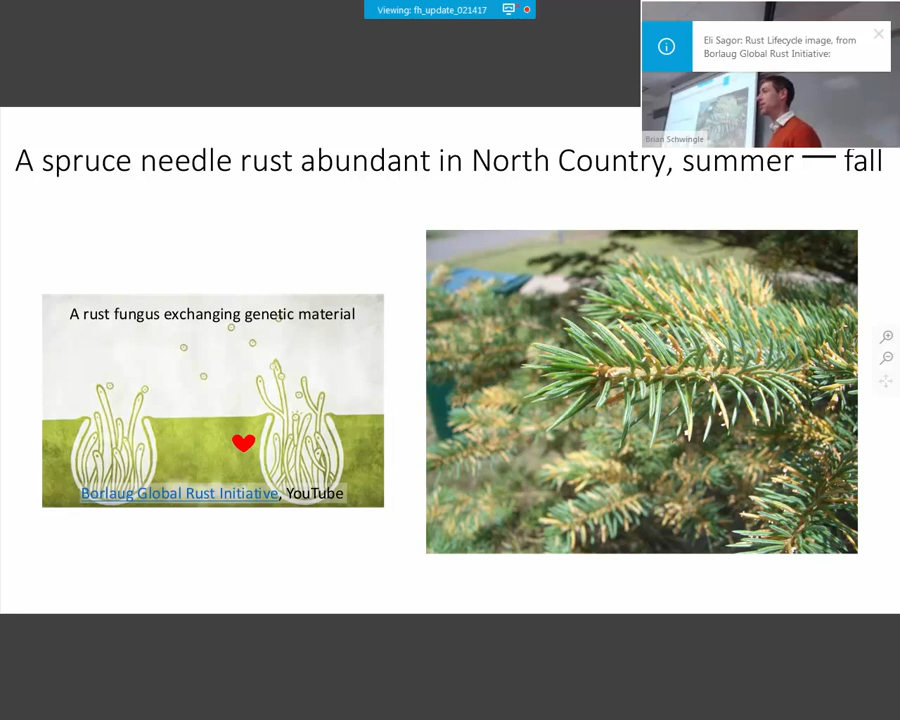 Viewing: fh_update_021417
Eli Sagor: Rust Lifecycle image, from
Borlaug Global Rust Initiative:
Brian Schwingle
A spruce needle rust abundant in North Country, summer — fall
A rust fungus exchanging genetic material
Borlaug Global Rust Initiative, YouTube